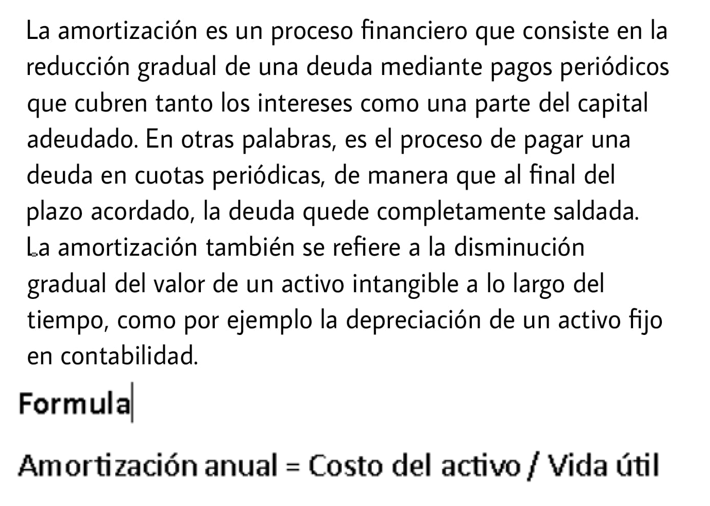 La amortización es un proceso financiero que consiste en la
reducción gradual de una deuda mediante pagos periódicos
que cubren tanto los intereses como una parte del capital
adeudado. En otras palabras, es el proceso de pagar una
deuda en cuotas periódicas, de manera que al final del
plazo acordado, la deuda quede completamente saldada.
La amortización también se refiere a la disminución
gradual del valor de un activo intangible a lo largo del
tiempo, como por ejemplo la depreciación de un activo fijo
en contabilidad.
Formula
Amortización anual = Costo del activo / Vida útil